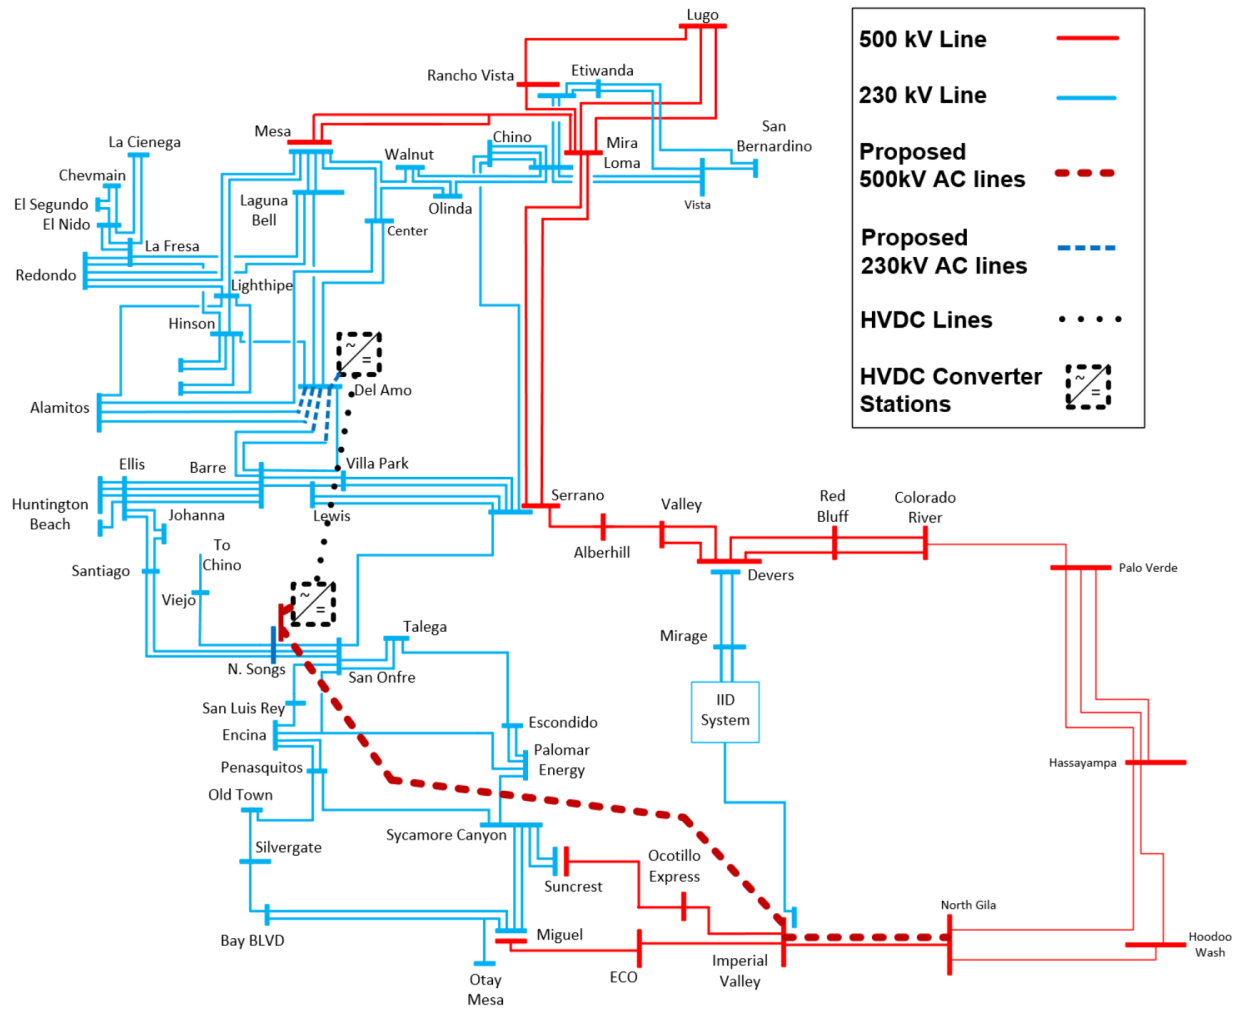 Lugo
500 kV Line
Rancho Vista
Etiwanda
230 kV Line
Mesa
La Cienega
Chino
Mira
Loma
San
Bernardino
Walnut
Proposed
500kV AC lines
Chevmain
El Segundo
El Nido
Laguna
Bell
Olinda
Vista
Center
La Fresa
Proposed
230kV AC lines
Redondo
Lighthipe
Hinson
HVDC Lines
~
=
Del Amo
HVDC Converter
Stations
~
=
Alamitos
Ellis
Barre
Villa Park
Huntington
Beach
Johanna
Lewis
Serrano
Valley
Red
Bluff
Colorado
River
Alberhill
To
Chino
Santiago
Devers
Palo Verde
Viejo
~
=
Talega
Mirage
N. Songs
San Onfre
IID
System
San Luis Rey
Encina
Escondido
Palomar
Energy
Penasquitos
Hassayampa
Old Town
Sycamore Canyon
Silvergate
Ocotillo
Express
Suncrest
North Gila
Bay BLVD
Miguel
Hoodoo
Wash
Imperial
Valley
ECO
Otay
Mesa